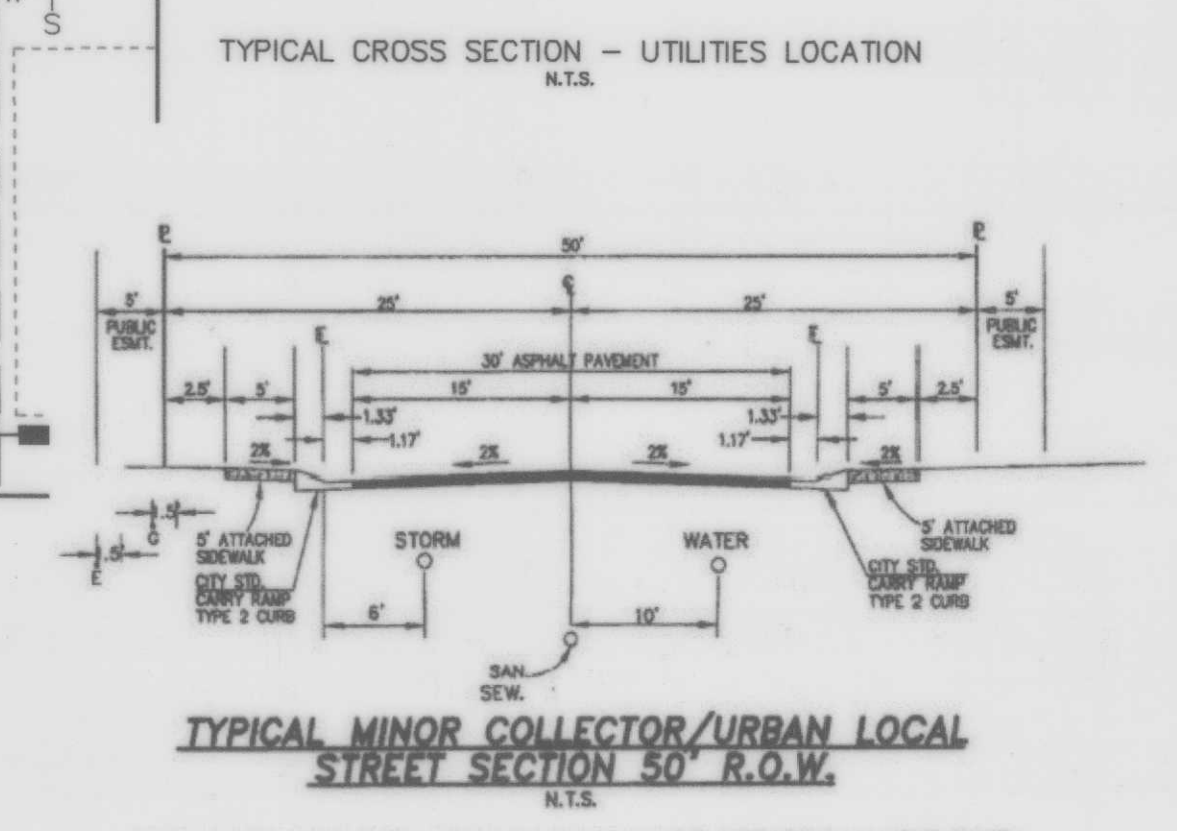 S
TYPICAL CROSS SECTION – UTILITIES LOCATION
N.T.S.
PL
PL
50'
CL
5'
25'
25'
5'
PUBLIC
ESMT.
PUBLIC
ESMT.
30' ASPHALT PAVEMENT
2.5'
5'
15'
15'
5'
2.5'
1.33'
1.33'
1.17'
1.17'
2%
2%
2%
2%
.5'
G
.5'
E
5' ATTACHED
SIDEWALK
STORM
WATER
5' ATTACHED
SIDEWALK
CITY STD.
CARRY RAMP
TYPE 2 CURB
CITY STD.
CARRY RAMP
TYPE 2 CURB
6'
10'
SAN.
SEW.
TYPICAL MINOR COLLECTOR/URBAN LOCAL
STREET SECTION 50' R.O.W.
N.T.S.